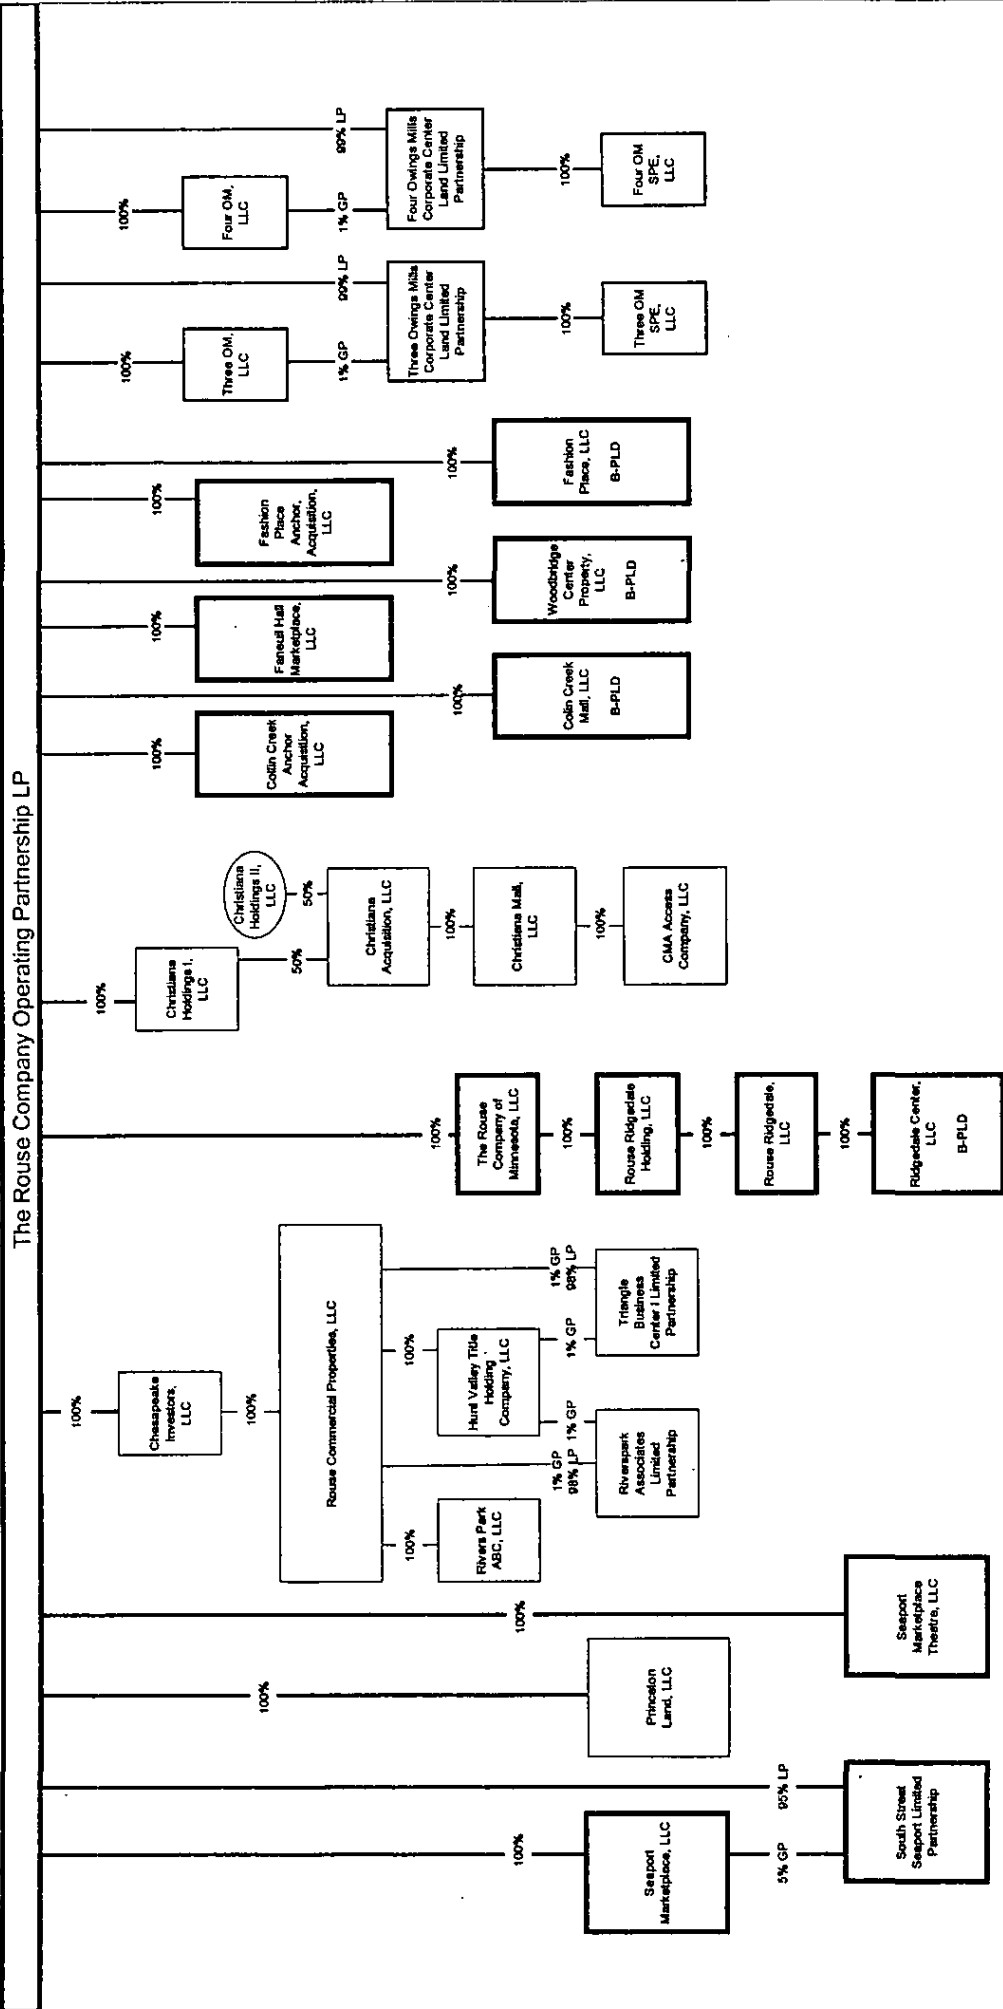 The Rouse Company Operating Partnership LP
100%
Seaport
Marketplace, LLC
5% GP
95% LP
South Street
Seaport Limited
Partnership
100%
Princeton
Land, LLC
100%
Seaport
Marketplace
Theatre, LLC
100%
Chesapeake
Investors,
LLC
100%
Rouse Commercial Properties, LLC
100%
Rivers Park
ABC, LLC
1% GP
98% LP
Riverspark
Associates
Limited
Partnership
100%
Hunt Valley Title
Holding
Company, LLC
1% GP
1% GP
1% GP
98% LP
Triangle
Business
Center I Limited
Partnership
100%
The Rouse
Company of
Minnesota, LLC
100%
Rouse Ridgedale
Holding, LLC
100%
Rouse Ridgedale,
LLC
100%
Ridgedale Center,
LLC
B-PLD
100%
Christiana
Holdings I,
LLC
50%
Christiana
Holdings II,
LLC
50%
Christiana
Acquisition, LLC
100%
Christiana Mall,
LLC
100%
CMA Access
Company, LLC
100%
Collin Creek
Anchor
Acquisition,
LLC
100%
Colin Creek
Mall, LLC
B-PLD
100%
Faneuil Hall
Marketplace,
LLC
100%
Woodbridge
Center
Property,
LLC
B-PLD
100%
Fashion
Place
Anchor,
Acquisition,
LLC
100%
Fashion
Place, LLC
B-PLD
100%
Three OM,
LLC
1% GP
99% LP
Three Owings Mills
Corporate Center
Land Limited
Partnership
100%
Three OM
SPE,
LLC
100%
Four OM,
LLC
1% GP
99% LP
Four Owings Mills
Corporate Center
Land Limited
Partnership
100%
Four OM
SPE,
LLC